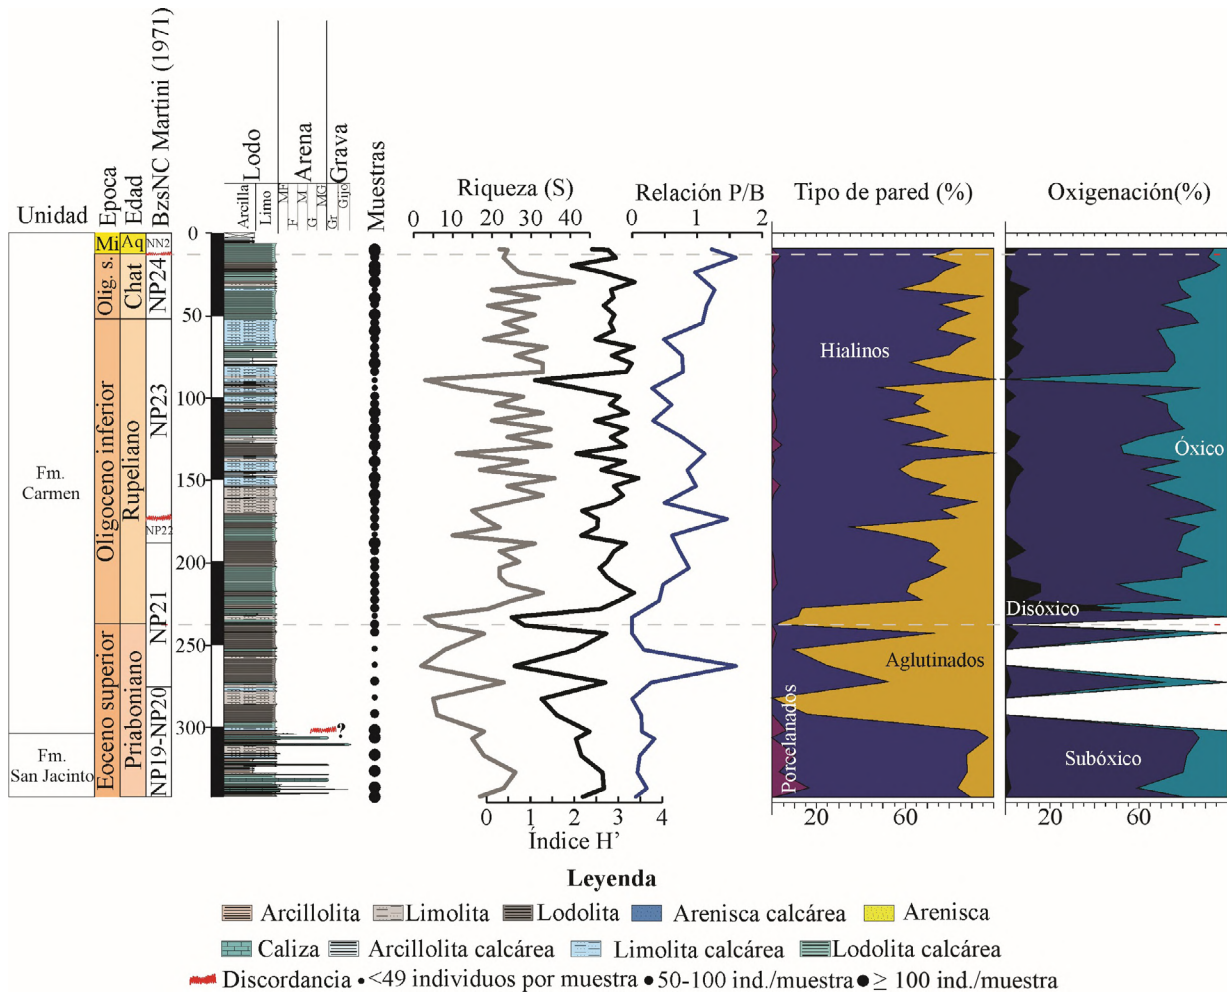 Unidad
Epoca
Edad
BzsNC Martini (1971)
Lodo
Arena
Grava
Arcilla
Limo
MF
F
M
G
MG
Gr
Gijo
Muestras
Riqueza (S)
0 10 20 30 40
Relación P/B
0 0.5 1 1.5 2
Tipo de pared (%)
Oxigenación(%)
Mi
Aq
NN2
Olig. s.
Chat
NP24
Oligoceno inferior
Rupeliano
NP23
NP22
NP21
Eoceno superior
Priaboniano
NP19-NP20
Fm.
Carmen
Fm.
San Jacinto
0
50
100
150
200
250
300
?
Hialinos
Aglutinados
Porcelanados
Óxico
Disóxico
Subóxico
0 1 2 3 4
Índice H’
20 60
20 60
Leyenda
Arcillolita Limolita Lodolita Arenisca calcárea Arenisca
Caliza Arcillolita calcárea Limolita calcárea Lodolita calcárea
Discordancia •<49 individuos por muestra • 50-100 ind./muestra ● ≥ 100 ind./muestra